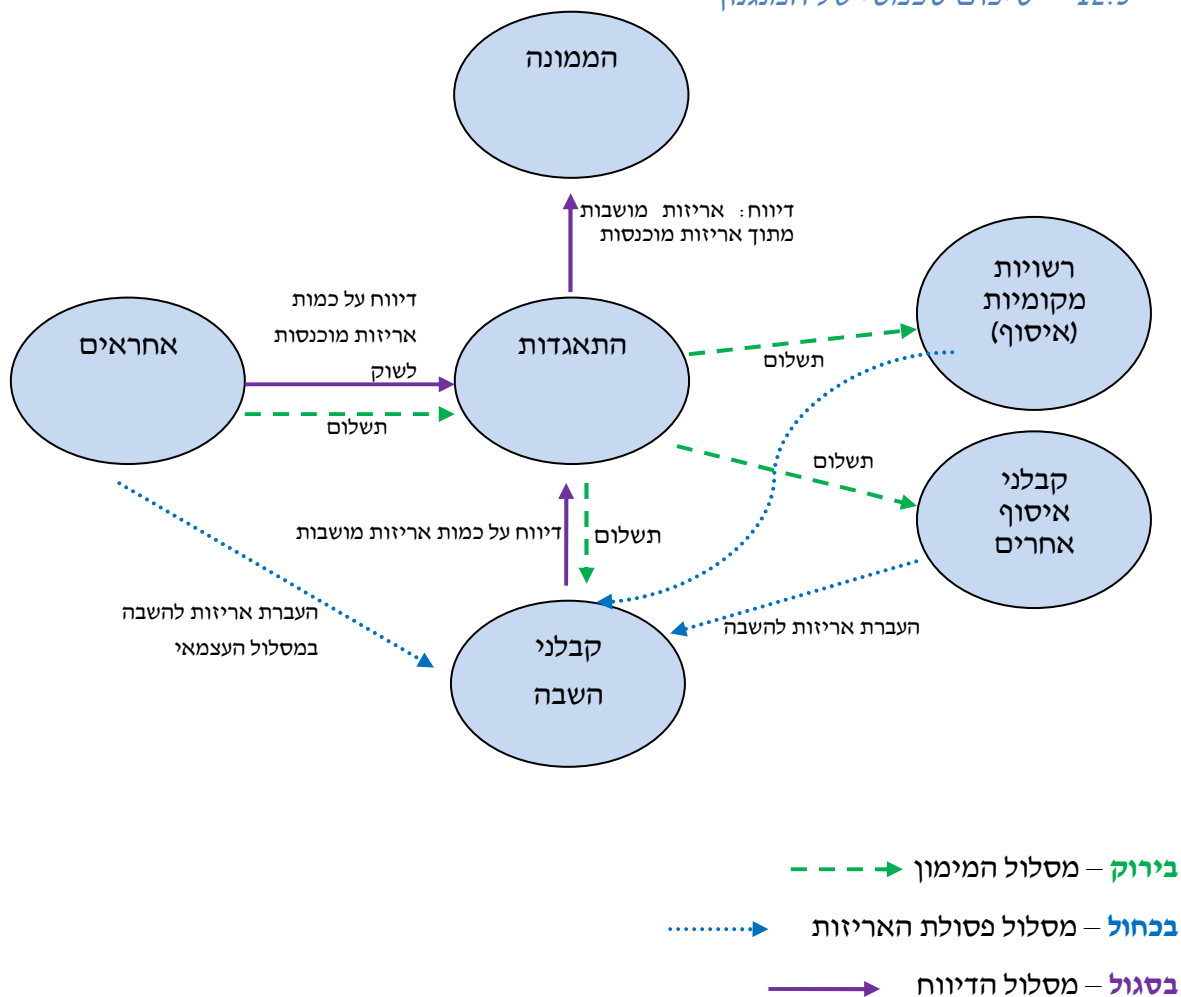 הממונה
דיווח: אריזות מושבות
מתוך אריזות מוכנסות
רשויות
מקומיות
(איסוף)
דיווח על כמות
אריזות מוכנסות
לשוק
אחראים
התאגדות
תשלום
תשלום
תשלום
קבלני
איסוף
אחרים
דיווח על כמות אריזות מושבות
תשלום
העברת אריזות להשבה
במסלול העצמאי
העברת אריזות להשבה
קבלני
השבה
בירוק – מסלול המימון
בכחול – מסלול פסולת האריזות
בסגול – מסלול הדיווח